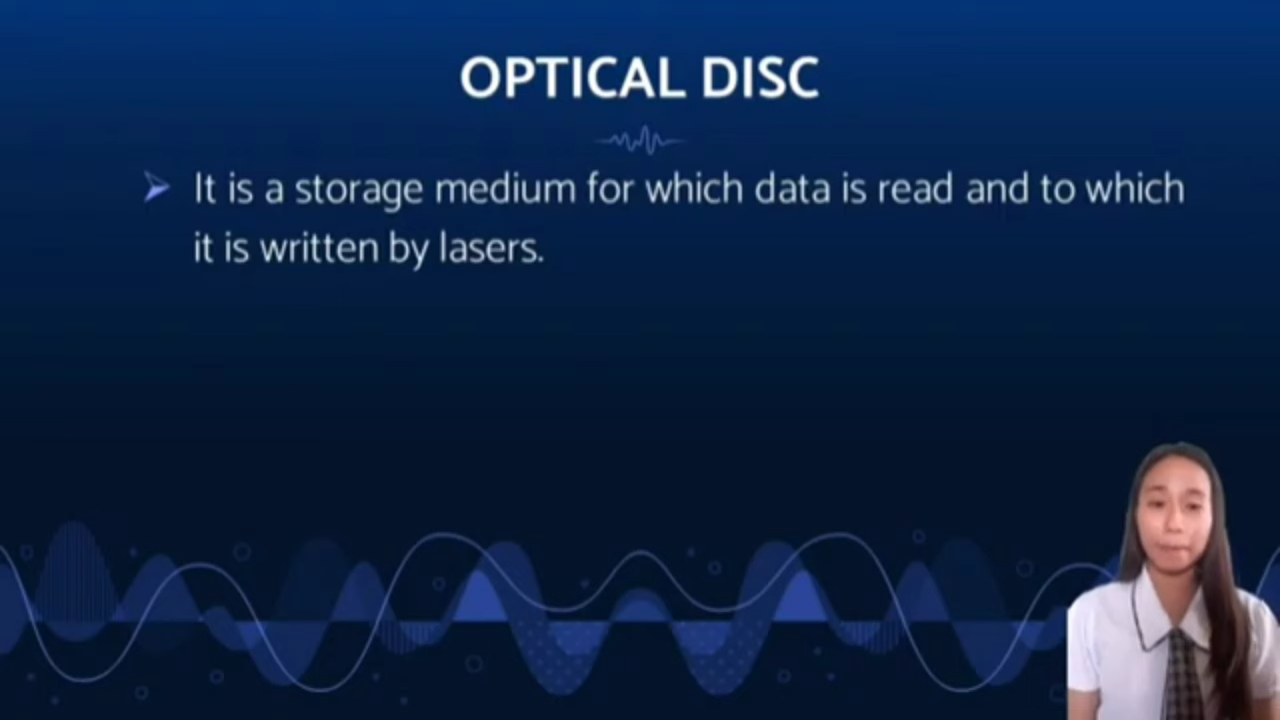 OPTICAL DISC
It is a storage medium for which data is read and to which
it is written by lasers.